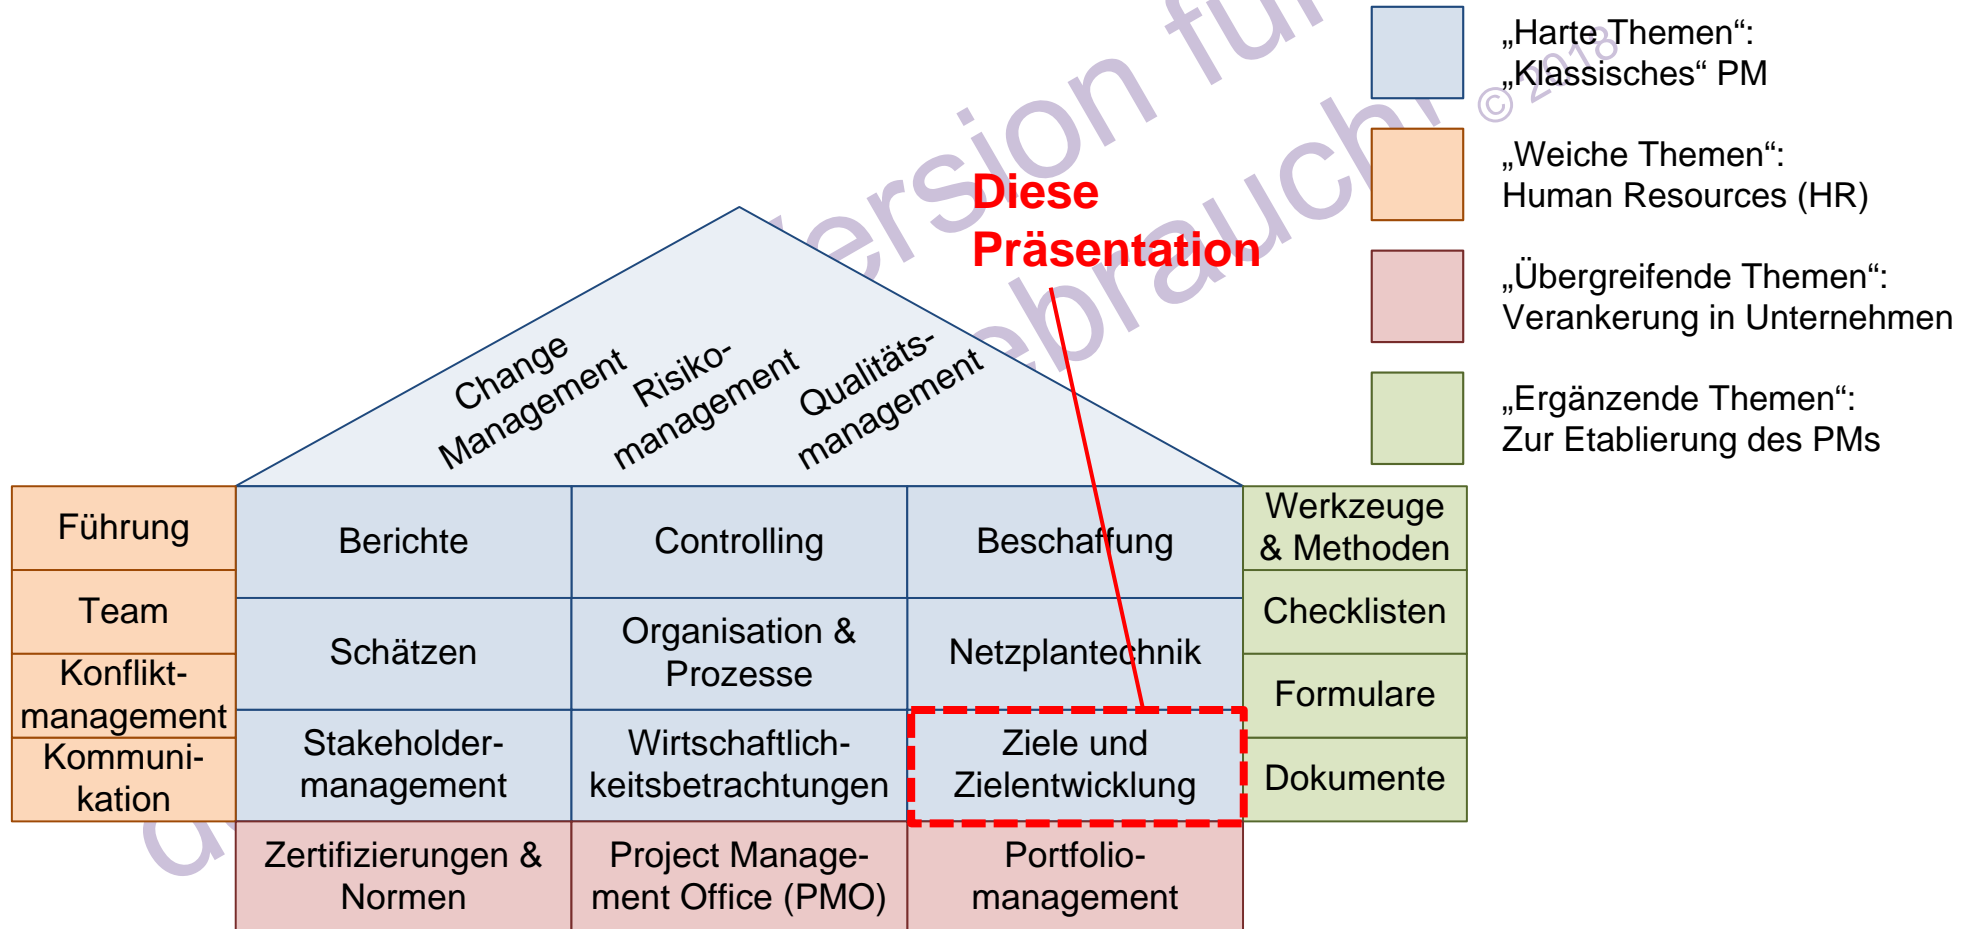 „Harte Themen“:
„Klassisches“ PM
„Weiche Themen“:
Human Resources (HR)
„Übergreifende Themen“:
Verankerung in Unternehmen
„Ergänzende Themen“:
Zur Etablierung des PMs
© 2018
Diese
Präsentation
Change
Management
Risiko-
management
Qualitäts-
management
Führung
Team
Konflikt-
management
Kommuni-
kation
Berichte
Controlling
Beschaffung
Schätzen
Organisation &
Prozesse
Netzplantechnik
Stakeholder-
management
Wirtschaftlich-
keitsbetrachtungen
Ziele und
Zielentwicklung
Werkzeuge
& Methoden
Checklisten
Formulare
Dokumente
Zertifizierungen &
Normen
Project Manage-
ment Office (PMO)
Portfolio-
management